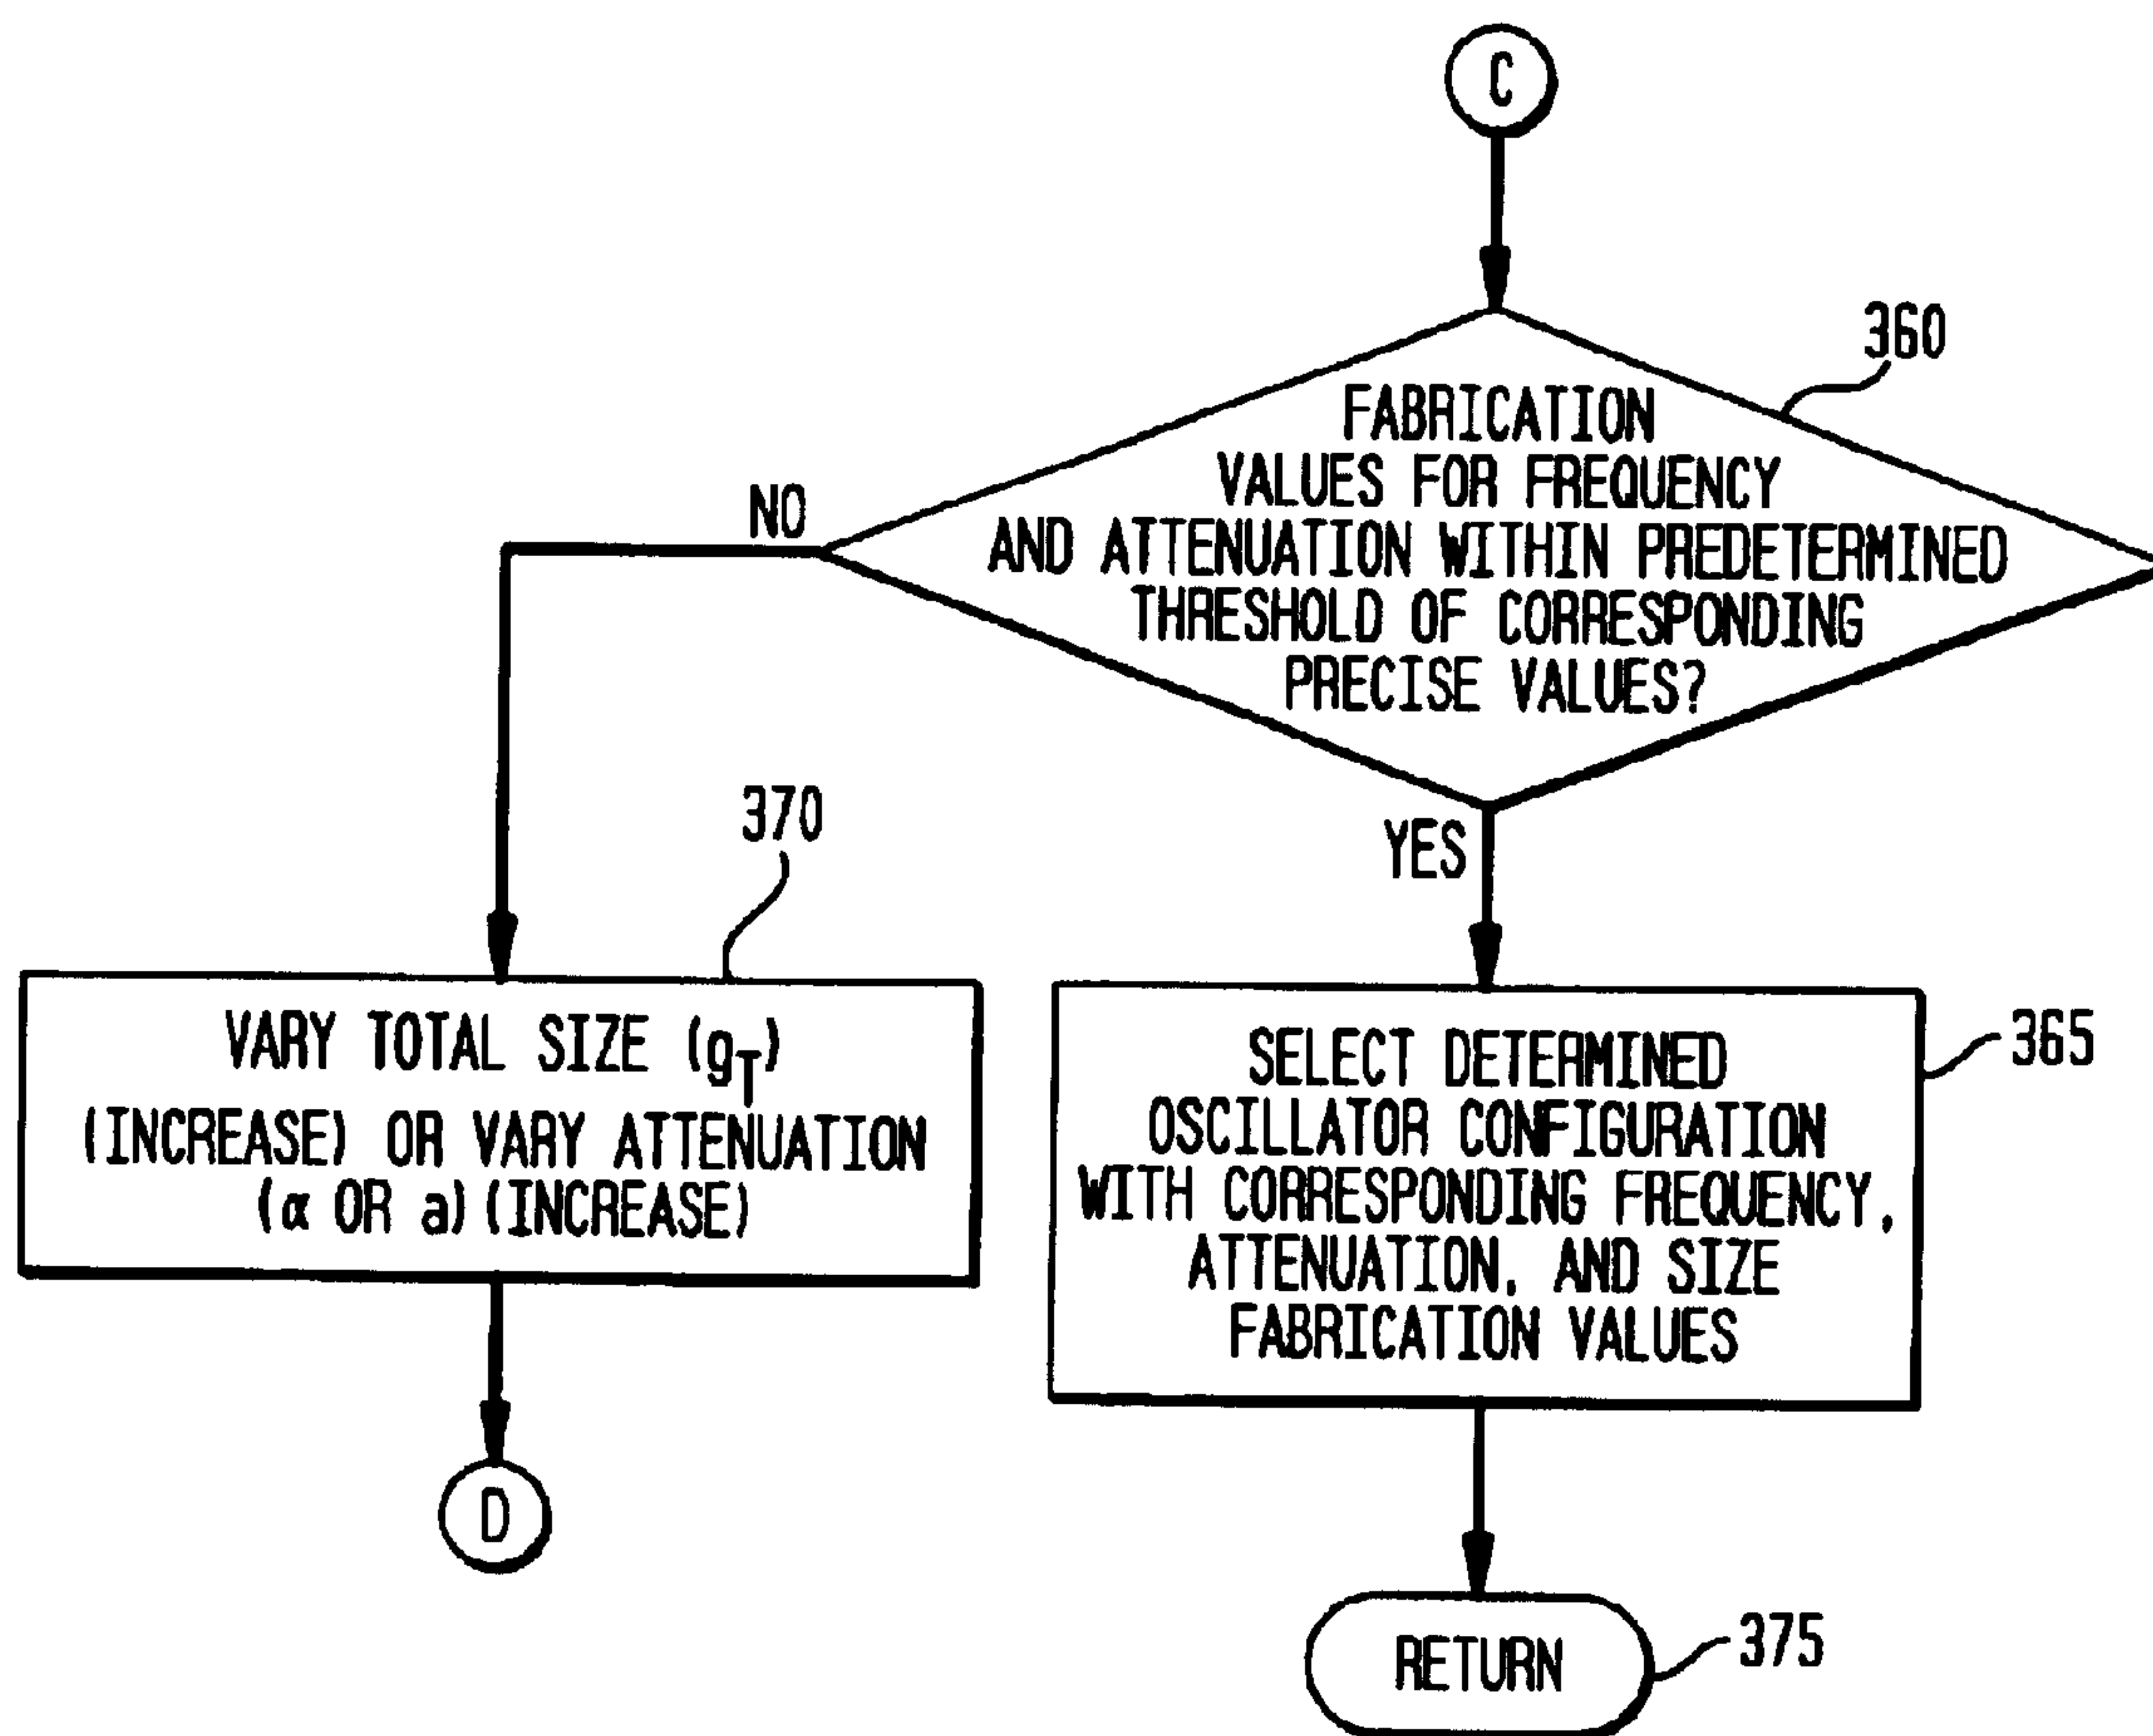 C
360
FABRICATION
VALUES FOR FREQUENCY
AND ATTENUATION WITHIN PREDETERMINED
THRESHOLD OF CORRESPONDING
PRECISE VALUES?
NO
YES
370
VARY TOTAL SIZE (gT)
(INCREASE) OR VARY ATTENUATION
(α OR a) (INCREASE)
D
365
SELECT DETERMINED
OSCILLATOR CONFIGURATION
WITH CORRESPONDING FREQUENCY,
ATTENUATION, AND SIZE
FABRICATION VALUES
RETURN
375